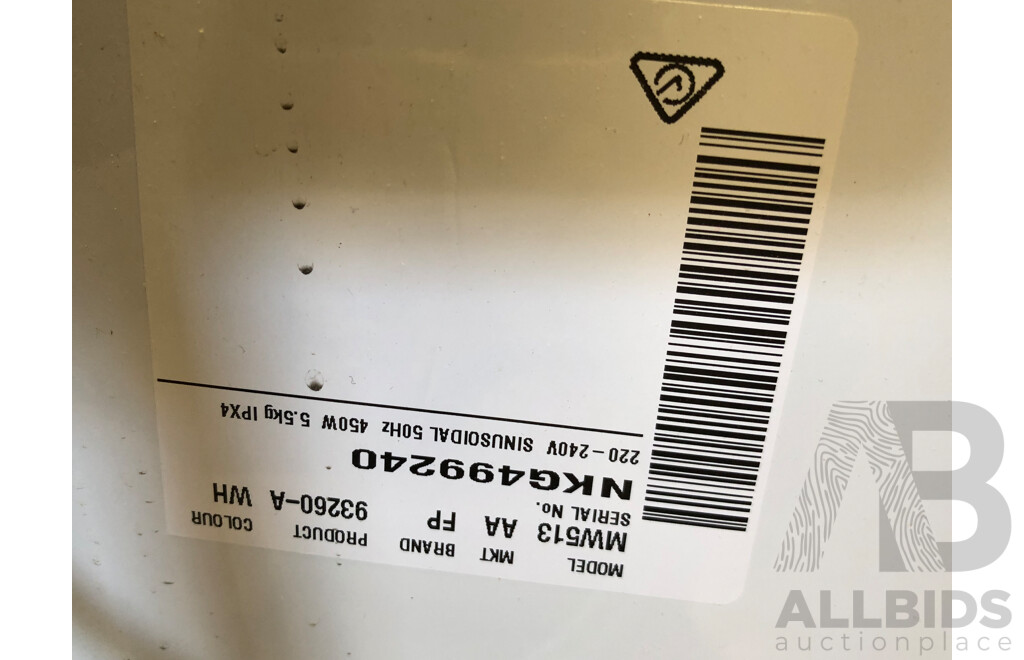 MODEL MKT BRAND PRODUCT COLOUR
MW513 AA FP 93260-A WH
SERIAL No.
NKG499240
220-240V SINUSOIDAL 50Hz 450W 5.5kg IPX4
AB
ALLBIDS
auctionplace